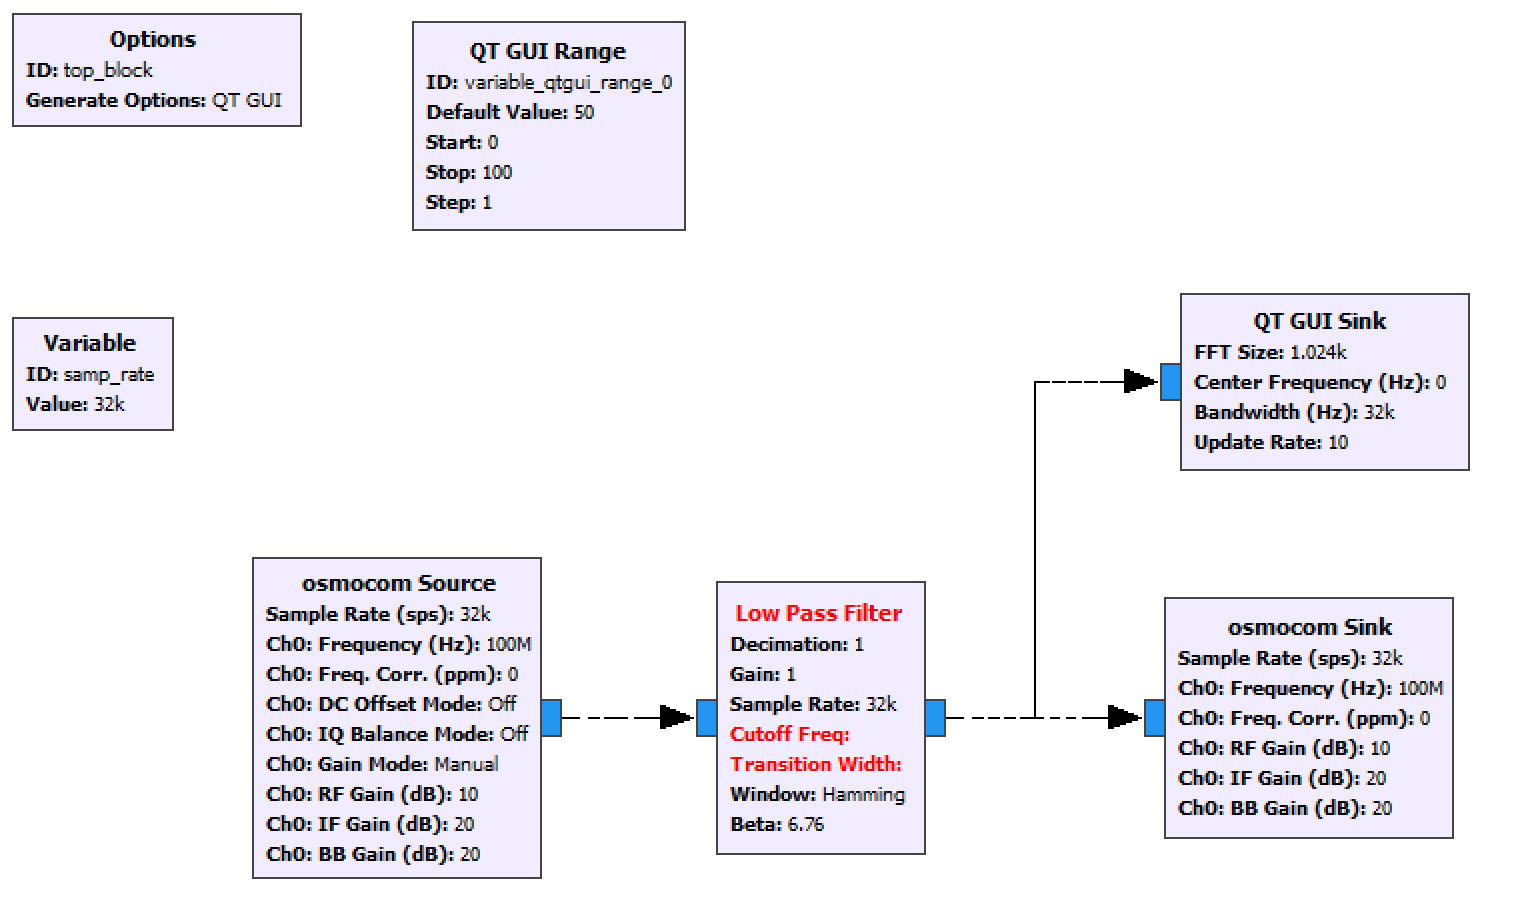 Options
ID: top_block
Generate Options: QT GUI
QT GUI Range
ID: variable_qtgui_range_0
Default Value: 50
Start: 0
Stop: 100
Step: 1
Variable
ID: samp_rate
Value: 32k
QT GUI Sink
FFT Size: 1.024k
Center Frequency (Hz): 0
Bandwidth (Hz): 32k
Update Rate: 10
osmocom Source
Sample Rate (sps): 32k
Ch0: Frequency (Hz): 100M
Ch0: Freq. Corr. (ppm): 0
Ch0: DC Offset Mode: Off
Ch0: IQ Balance Mode: Off
Ch0: Gain Mode: Manual
Ch0: RF Gain (dB): 10
Ch0: IF Gain (dB): 20
Ch0: BB Gain (dB): 20
Low Pass Filter
Decimation: 1
Gain: 1
Sample Rate: 32k
Cutoff Freq:
Transition Width:
Window: Hamming
Beta: 6.76
osmocom Sink
Sample Rate (sps): 32k
Ch0: Frequency (Hz): 100M
Ch0: Freq. Corr. (ppm): 0
Ch0: RF Gain (dB): 10
Ch0: IF Gain (dB): 20
Ch0: BB Gain (dB): 20